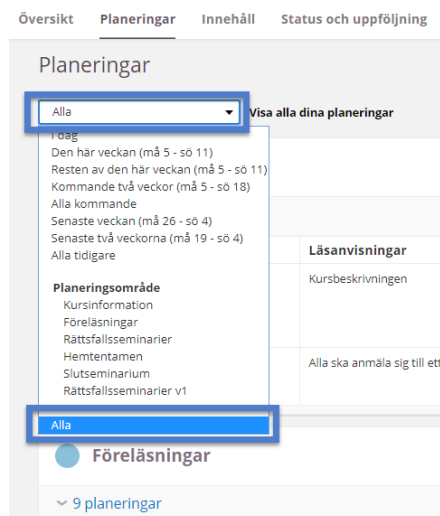 Översikt Planeringar Innehåll Status och uppföljning
Planeringar
Alla Visa alla dina planeringar
I dag
Den här veckan (må 5 - sö 11)
Resten av den här veckan (må 5 - sö 11)
Kommande två veckor (må 5 - sö 18)
Alla kommande
Senaste veckan (må 26 - sö 4)
Senaste två veckorna (må 19 - sö 4)
Alla tidigare
Planeringsområde
Kursinformation
Föreläsningar
Rättsfallsseminarier
Hemtentamen
Slutseminarium
Rättsfallsseminarier v1
Alla
Läsanvisningar
Kursbeskrivningen
Alla ska anmäla sig till ett
Föreläsningar
9 planeringar